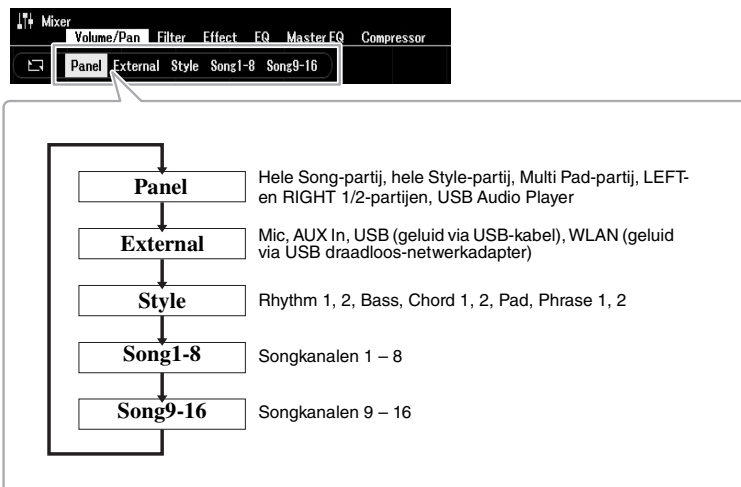 Mixer
Volume/Pan Filter Effect EQ Master EQ Compressor
Panel External Style Song1-8 Song9-16
Panel
Hele Song-partij, hele Style-partij, Multi Pad-partij, LEFT-
en RIGHT 1/2-partijen, USB Audio Player
External
Mic, AUX In, USB (geluid via USB-kabel), WLAN (geluid
via USB draadloos-netwerkadapter)
Style
Rhythm 1, 2, Bass, Chord 1, 2, Pad, Phrase 1, 2
Song1-8
Songkanalen 1 – 8
Song9-16
Songkanalen 9 – 16